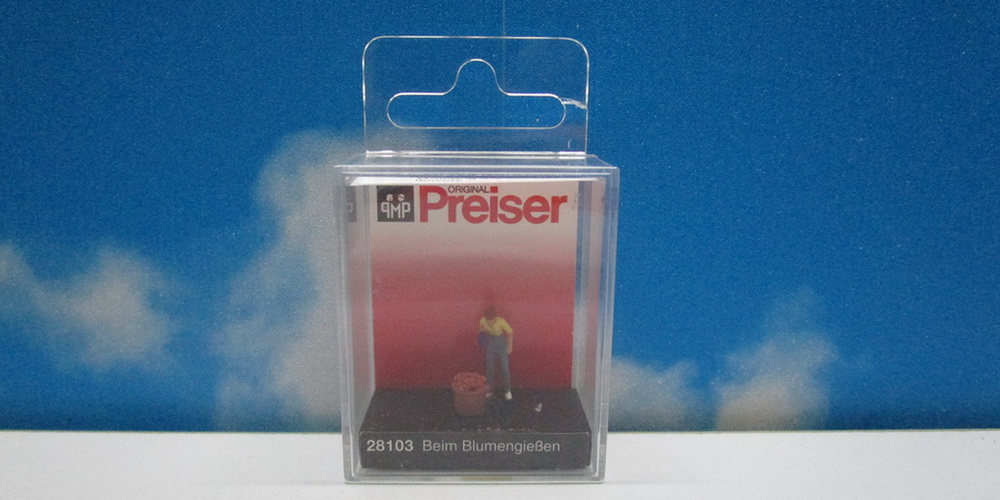 ORIGINAL
PMP Preiser
28103 Beim Blumengießen